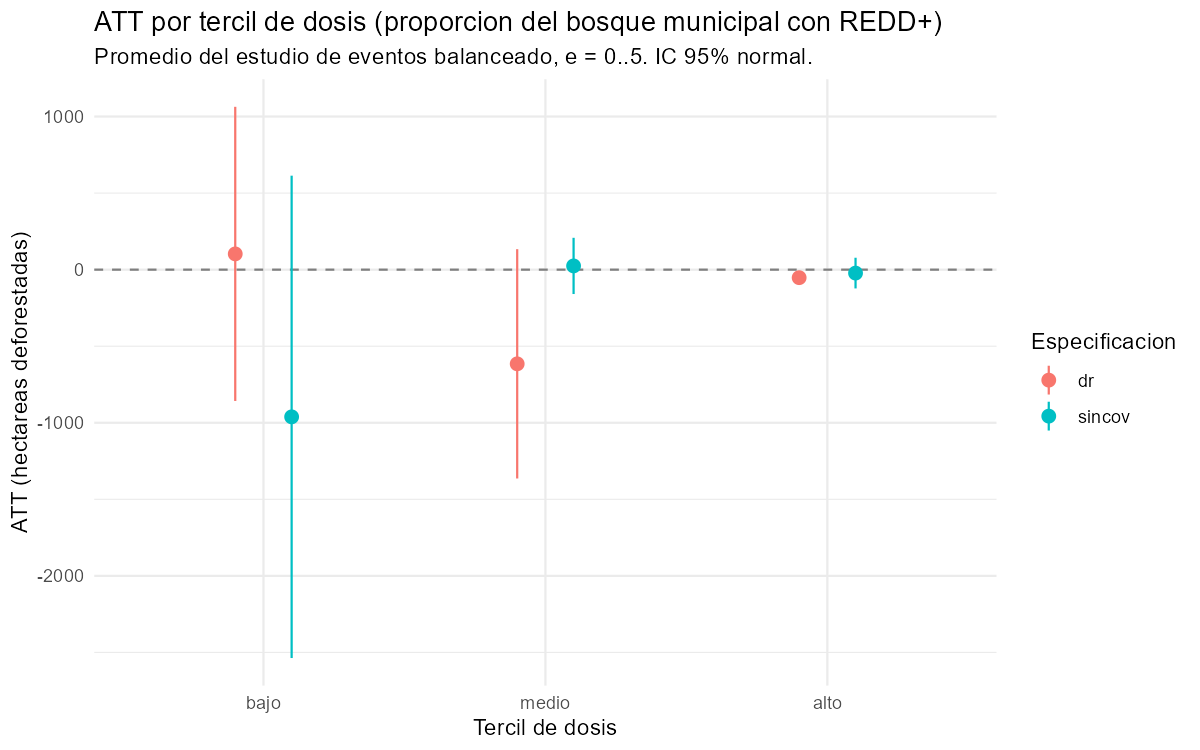 ATT por tercil de dosis (proporcion del bosque municipal con REDD+)
Promedio del estudio de eventos balanceado, e = 0..5. IC 95% normal.
ATT (hectareas deforestadas)
1000
0
-1000
-2000
bajo
medio
alto
Tercil de dosis
Especificacion
dr
sincov